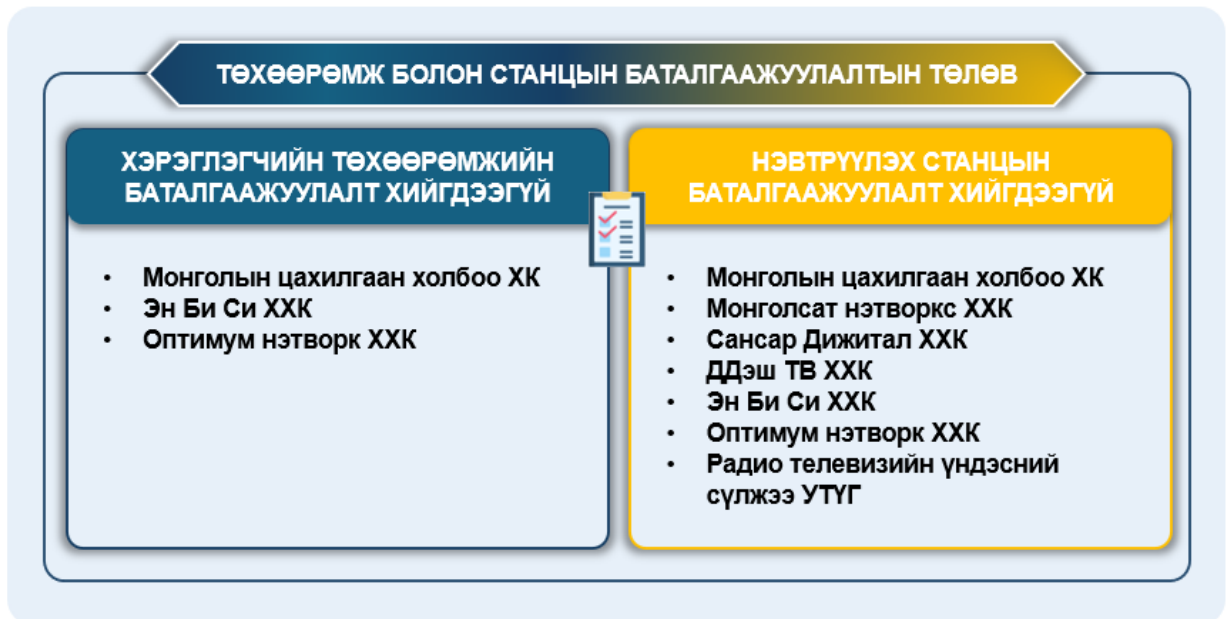 ТӨХӨӨРӨМЖ БОЛОН СТАНЦЫН БАТАЛГААЖУУЛАЛТЫН ТӨЛӨВ
ХЭРЭГЛЭГЧИЙН ТӨХӨӨРӨМЖИЙН
БАТАЛГААЖУУЛАЛТ ХИЙГДЭЭГҮЙ
• Монголын цахилгаан холбоо ХК
• Эн Би Си ХХК
• Оптимум нэтворк ХХК
НЭВТРҮҮЛЭХ СТАНЦЫН
БАТАЛГААЖУУЛАЛТ ХИЙГДЭЭГҮЙ
• Монголын цахилгаан холбоо ХК
• Монголсат нэтворкс ХХК
• Сансар Дижитал ХХК
• ДДэш ТВ ХХК
• Эн Би Си ХХК
• Оптимум нэтворк ХХК
• Радио телевизийн үндэсний
сүлжээ УТҮГ